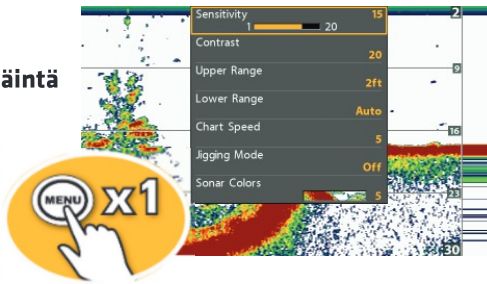 äintä
Sensitivity 15
1 20
Contrast
20
Upper Range
2ft
Lower Range
Auto
Chart Speed
5
Jigging Mode
Off
Sonar Colors
5
2
9
16
23
30
MENU x1